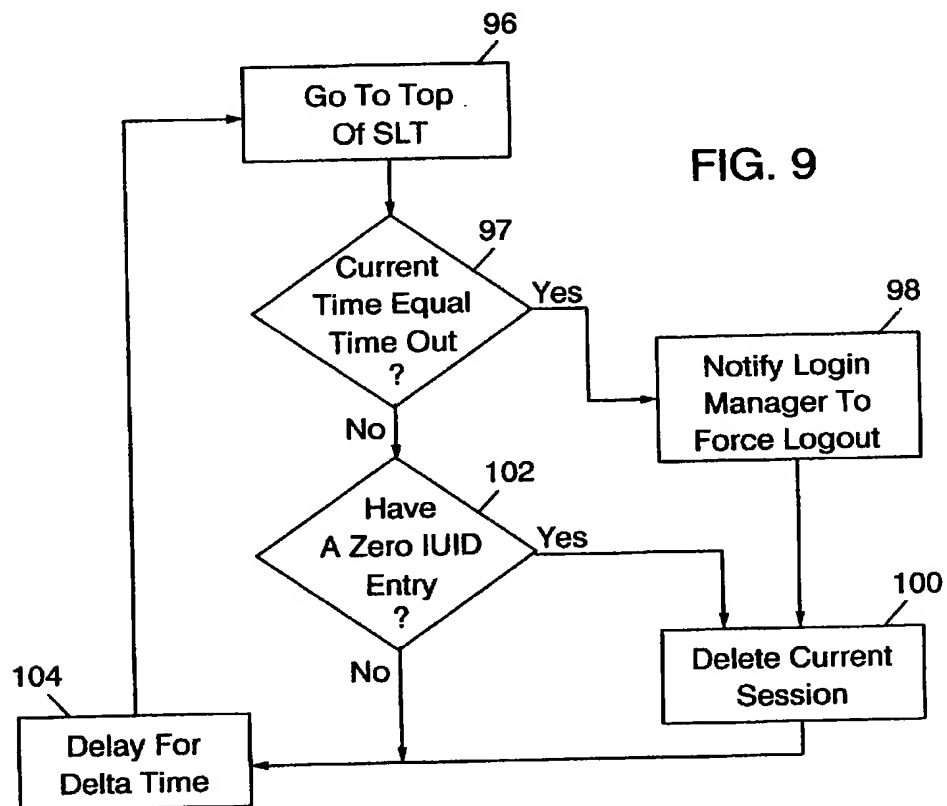 96
Go To Top
Of SLT
FIG. 9
97
Current
Time Equal
Time Out
?
Yes
98
Notify Login
Manager To
Force Logout
No
102
Have
A Zero IUID
Entry
?
Yes
100
Delete Current
Session
No
104
Delay For
Delta Time